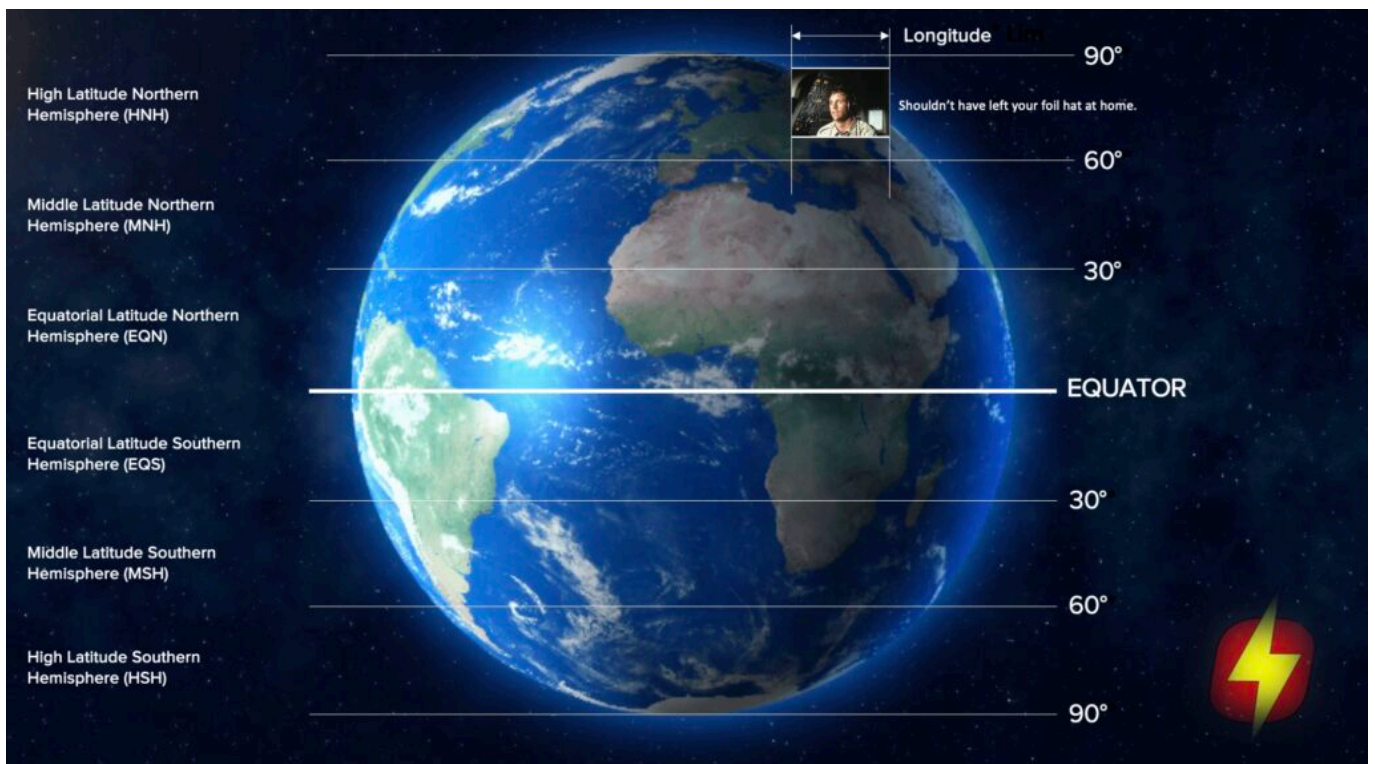 Longitude
90°
High Latitude Northern
Hemisphere (HNH)
Shouldn't have left your foil hat at home.
60°
Middle Latitude Northern
Hemisphere (MNH)
30°
Equatorial Latitude Northern
Hemisphere (EQN)
EQUATOR
Equatorial Latitude Southern
Hemisphere (EQS)
30°
Middle Latitude Southern
Hemisphere (MSH)
60°
High Latitude Southern
Hemisphere (HSH)
90°